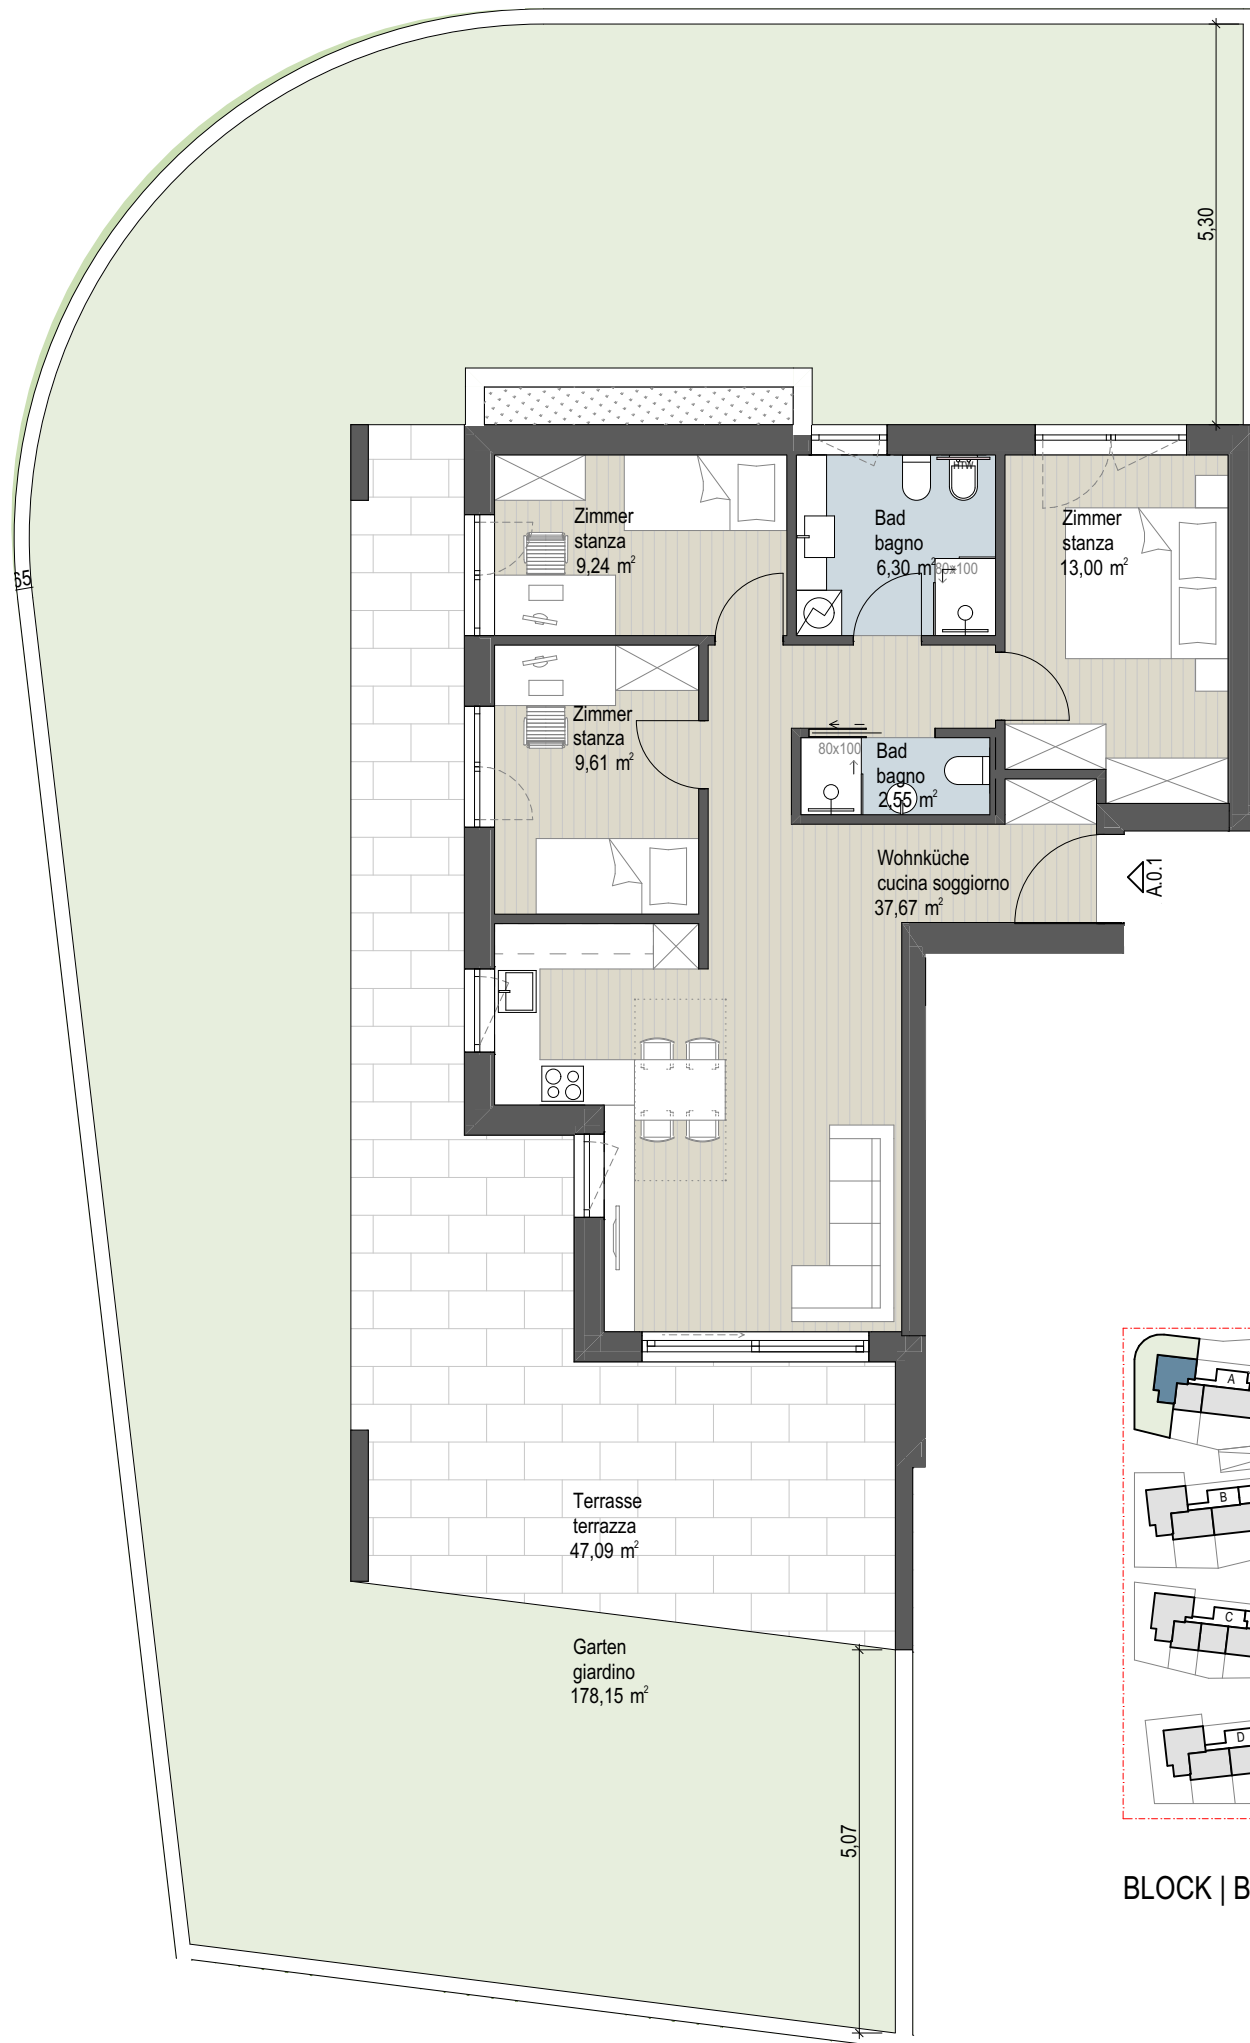 5,30
Zimmer
stanza
9,24 m²
Bad
bagno
6,30 m²
80x100
Zimmer
stanza
13,00 m²
65
Zimmer
stanza
9,61 m²
80x100
Bad
bagno
2,55 m²
Wohnküche
cucina soggiorno
37,67 m²
A.0.1
Terrasse
terrazza
47,09 m²
Garten
giardino
178,15 m²
5,07
A
B
C
D
BLOCK | B